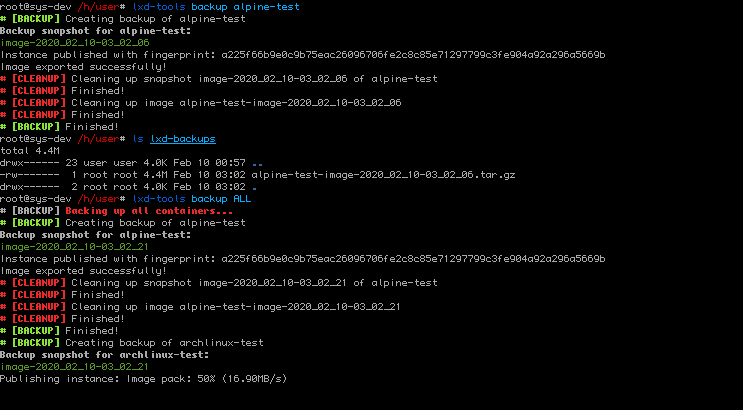 root@sys-dev /h/user# lxd-tools backup alpine-test
# [BACKUP] Creating backup of alpine-test
Backup snapshot for alpine-test:
image-2020_02_10-03_02_06
Instance published with fingerprint: a225f66b9e0c9b75eac26096706fe2c8c85e71297799c3fe904a92a296a5669b
Image exported successfully!
# [CLEANUP] Cleaning up snapshot image-2020_02_10-03_02_06 of alpine-test
# [CLEANUP] Finished!
# [CLEANUP] Cleaning up image alpine-test-image-2020_02_10-03_02_06
# [CLEANUP] Finished!
# [BACKUP] Finished!
root@sys-dev /h/user# ls lxd-backups
total 4.4M
drwx------ 23 user user 4.0K Feb 10 00:57 ..
-rw-------  1 root root 4.4M Feb 10 03:02 alpine-test-image-2020_02_10-03_02_06.tar.gz
drwx------  2 root root 4.0K Feb 10 03:02 .
root@sys-dev /h/user# lxd-tools backup ALL
# [BACKUP] Backing up all containers...
# [BACKUP] Creating backup of alpine-test
Backup snapshot for alpine-test:
image-2020_02_10-03_02_21
Instance published with fingerprint: a225f66b9e0c9b75eac26096706fe2c8c85e71297799c3fe904a92a296a5669b
Image exported successfully!
# [CLEANUP] Cleaning up snapshot image-2020_02_10-03_02_21 of alpine-test
# [CLEANUP] Finished!
# [CLEANUP] Cleaning up image alpine-test-image-2020_02_10-03_02_21
# [CLEANUP] Finished!
# [BACKUP] Finished!
# [BACKUP] Creating backup of archlinux-test
Backup snapshot for archlinux-test:
image-2020_02_10-03_02_21
Publishing instance: Image pack: 50% (16.90MB/s)